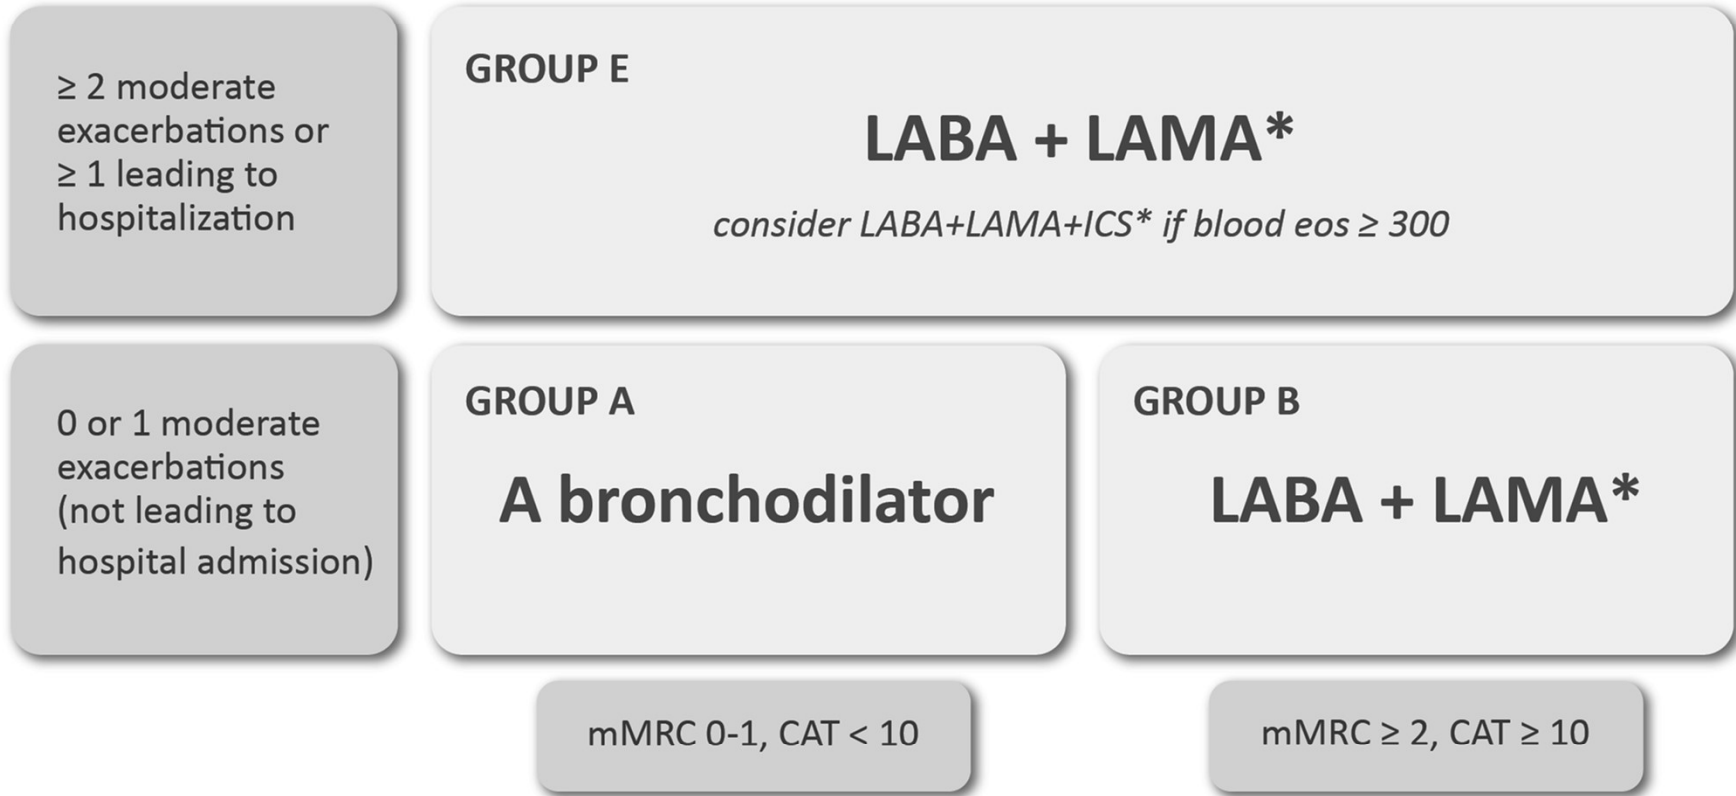 ≥ 2 moderate
exacerbations or
≥ 1 leading to
hospitalization
GROUP E
LABA + LAMA*
consider LABA+LAMA+ICS* if blood eos ≥ 300
0 or 1 moderate
exacerbations
(not leading to
hospital admission)
GROUP A
A bronchodilator
GROUP B
LABA + LAMA*
mMRC 0-1, CAT < 10
mMRC ≥ 2, CAT ≥ 10